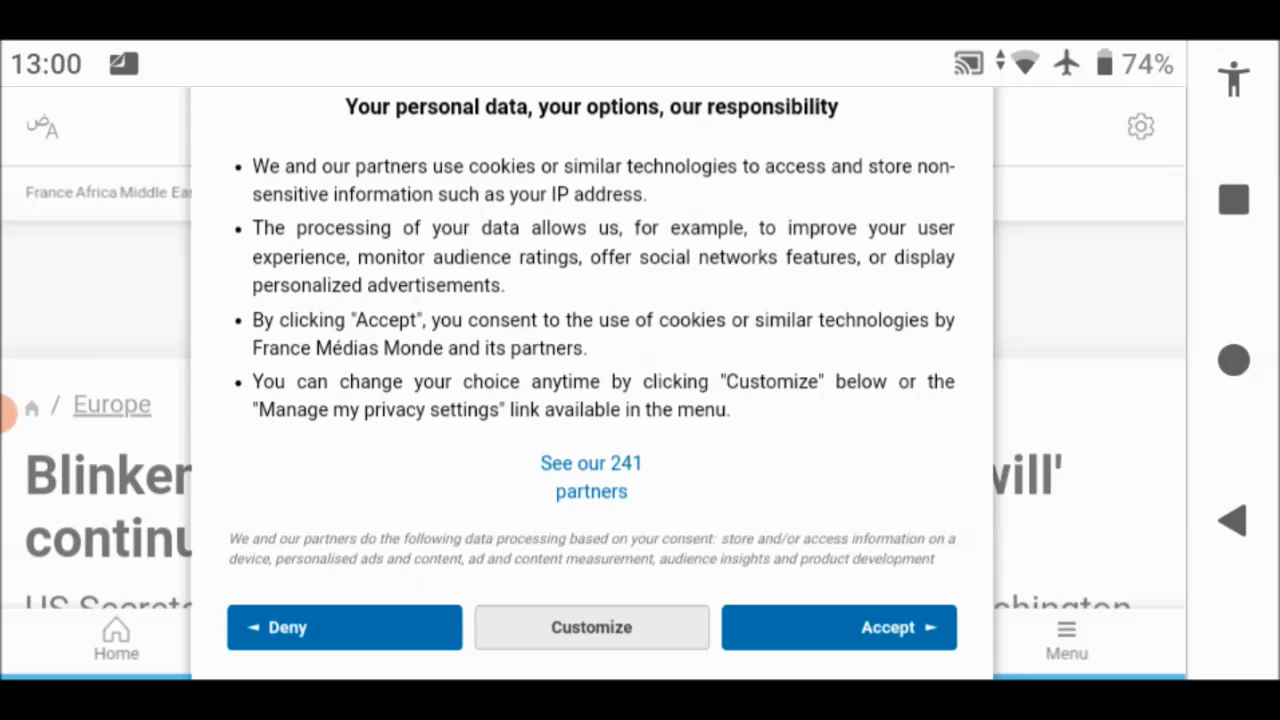 13:00
74%
Your personal data, your options, our responsibility
• We and our partners use cookies or similar technologies to access and store non-
sensitive information such as your IP address.
• The processing of your data allows us, for example, to improve your user
experience, monitor audience ratings, offer social networks features, or display
personalized advertisements.
• By clicking "Accept", you consent to the use of cookies or similar technologies by
France Médias Monde and its partners.
• You can change your choice anytime by clicking "Customize" below or the
"Manage my privacy settings" link available in the menu.
See our 241
partners
We and our partners do the following data processing based on your consent: store and/or access information on a
device, personalised ads and content, ad and content measurement, audience insights and product development
◄ Deny
Customize
Accept ►
ض
A
France Africa Middle Eas
/ Europe
Blinken will'
continu
US Secreta
Home
Menu